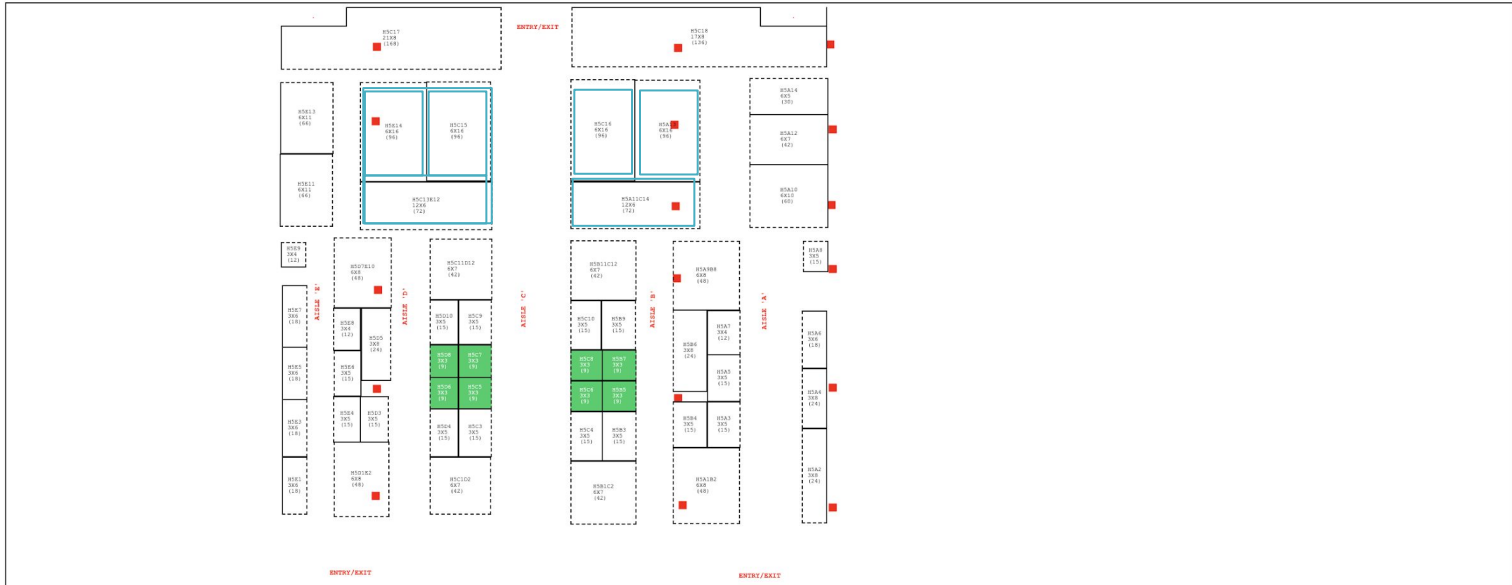 H5C17
21X8
(168)
ENTRY/EXIT
H5C18
17X8
(136)
6X11
(66)
H5E14
6X16
(96)
H5C15
6X16
(96)
H5C16
6X16
(96)
6X16
(96)
H5A14
6X5
(30)
H5A12
6X7
(42)
H5E11
6X11
(66)
H5C13E12
12X6
(72)
H5A11C14
12X6
(72)
H5A10
6X10
(60)
H5E9
3X4
(12)
H5D7E10
6X8
(48)
H5C11D12
6X7
(42)
H5B11C12
6X7
(42)
H5A9B8
6X8
(48)
H5A8
3X5
(15)
AISLE 'E'
AISLE 'D'
AISLE 'C'
AISLE 'B'
AISLE 'A'
H5E7
3X6
(18)
H5E8
3X4
(12)
H5D5
3X8
(24)
H5D10
3X5
(15)
H5C9
3X5
(15)
H5C10
3X5
(15)
H5B9
3X5
(15)
H5B6
3X8
(24)
H5A7
3X4
(12)
H5A6
3X6
(18)
H5E5
3X6
(18)
3X5
(15)
H5D8
3X3
(9)
H5C7
3X3
(9)
H5C8
3X3
(9)
H5B7
3X3
(9)
H5A5
3X5
(15)
H5A4
3X8
(24)
H5D6
3X3
(9)
H5C5
3X3
(9)
H5C6
3X3
(9)
H5B5
3X3
(9)
H5E3
3X6
(18)
H5E4
3X5
(15)
H5D3
3X5
(15)
H5D4
3X5
(15)
H5C3
3X5
(15)
H5C4
3X5
(15)
H5B3
3X5
(15)
H5B4
3X5
(15)
H5A3
3X5
(15)
H5E1
3X6
(18)
H5D1E2
6X8
(48)
H5C1D2
6X7
(42)
H5B1C2
6X7
(42)
H5A1B2
6X8
(48)
H5A2
3X8
(24)
ENTRY/EXIT
ENTRY/EXIT